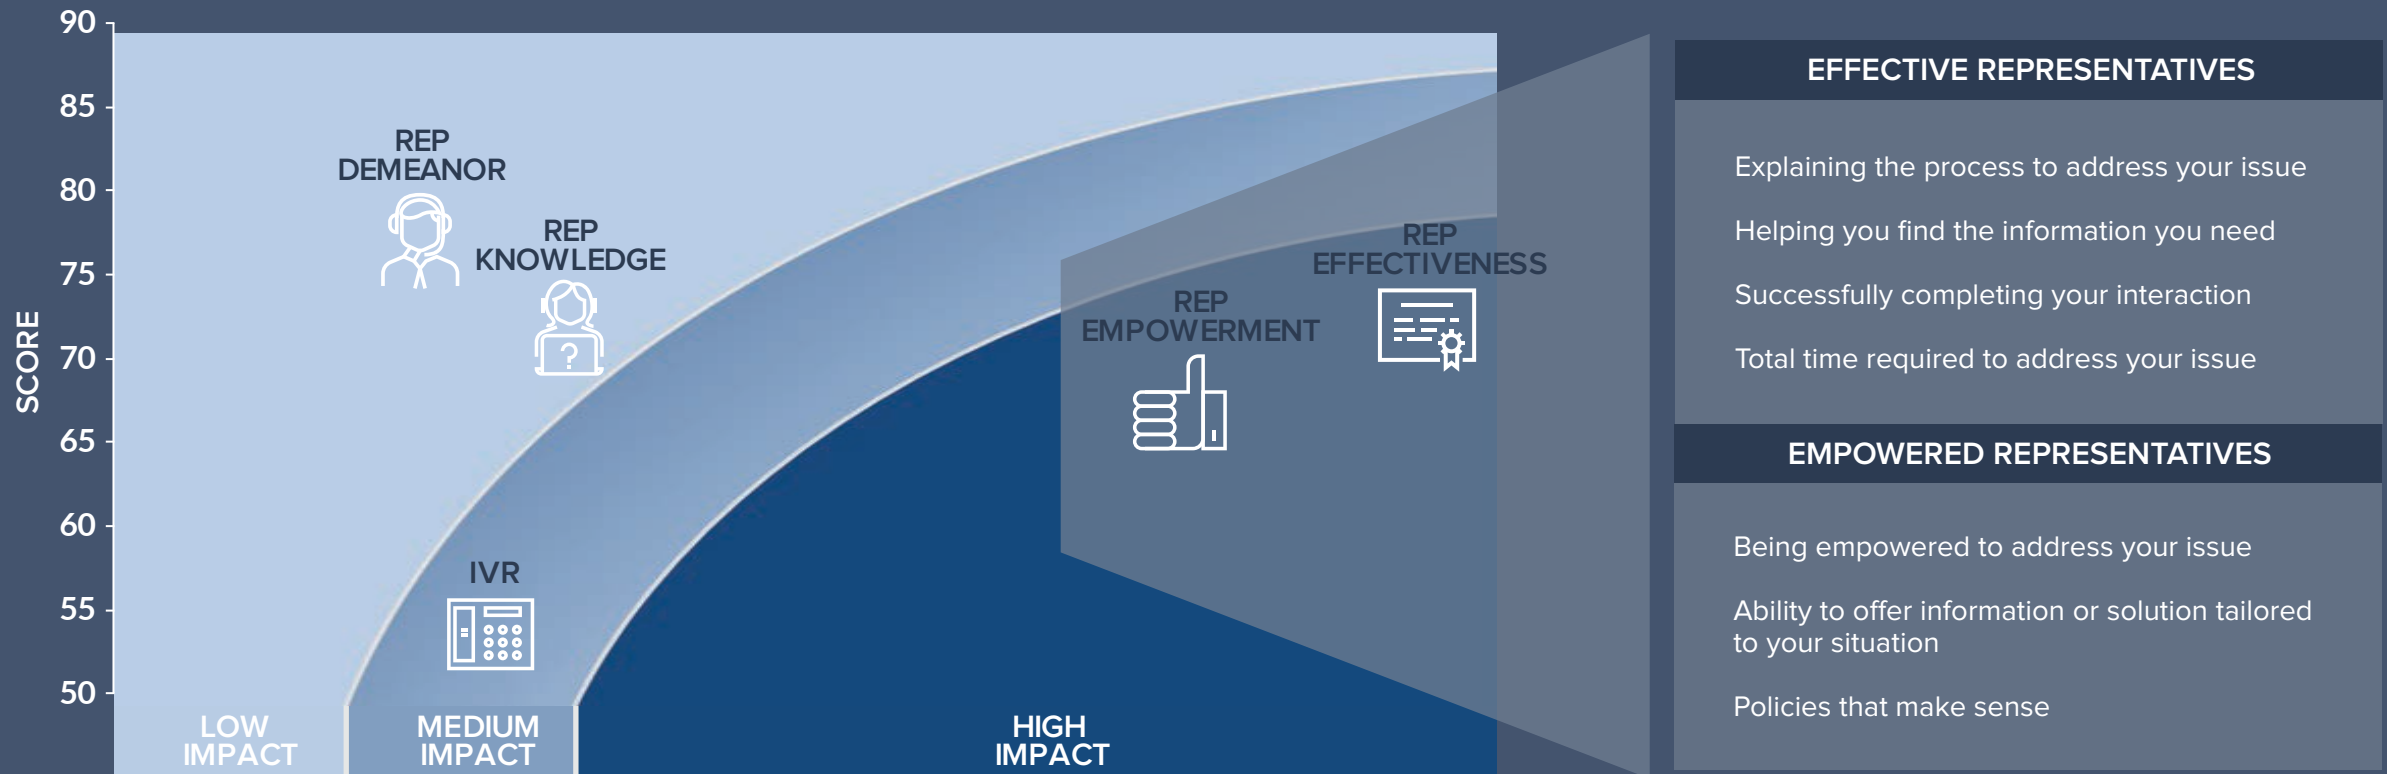 90
85
80
75
70
65
60
55
50
SCORE
REP
DEMEANOR
REP
KNOWLEDGE
?
IVR
REP
EMPOWERMENT
REP
EFFECTIVENESS
LOW
IMPACT
MEDIUM
IMPACT
HIGH
IMPACT
EFFECTIVE REPRESENTATIVES
Explaining the process to address your issue
Helping you find the information you need
Successfully completing your interaction
Total time required to address your issue
EMPOWERED REPRESENTATIVES
Being empowered to address your issue
Ability to offer information or solution tailored
to your situation
Policies that make sense